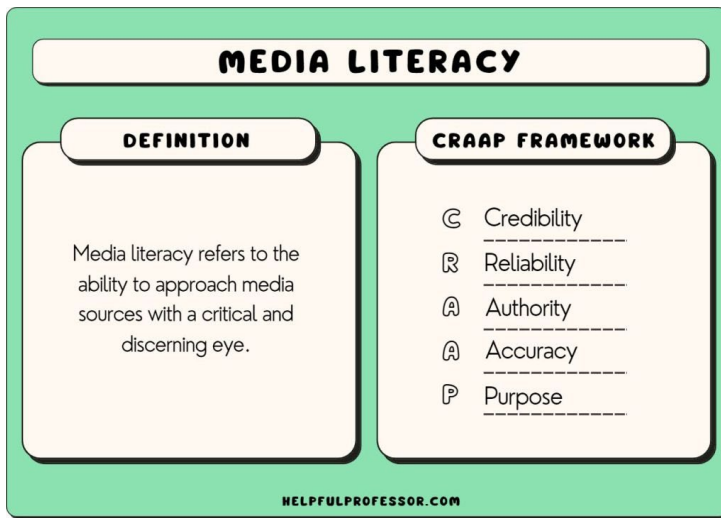 MEDIA LITERACY
DEFINITION
Media literacy refers to the
ability to approach media
sources with a critical and
discerning eye.
CRAAP FRAMEWORK
C Credibility
R Reliability
A Authority
A Accuracy
P Purpose
HELPFULPROFESSOR.COM